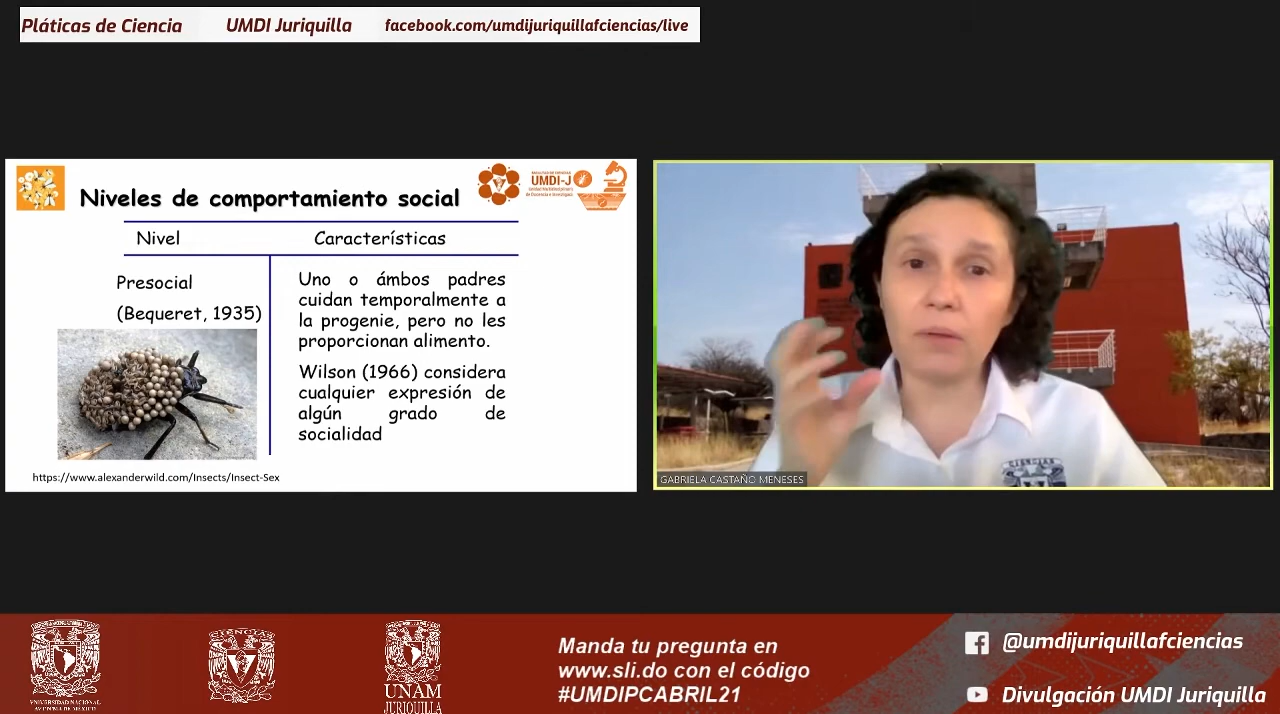 Pláticas de Ciencia UMDI Juriquilla facebook.com/umdijuriquillafciencias/live
UMDI-J
Niveles de comportamiento social
Nivel Características
Presocial
(Bequeret, 1935)
Uno o ámbos padres
cuidan temporalmente a
la progenie, pero no les
proporcionan alimento.
Wilson (1966) considera
cualquier expresión de
algún grado de
socialidad
https://www.alexanderwild.com/Insects/Insect-Sex
CIENCIAS
GABRIELA CASTAÑO MENESES
CIENCIAS
UNAM
JURIQUILLA
Manda tu pregunta en
www.sli.do con el código
#UMDIPCABRIL21
@umdijuriquillafciencias
Divulgación UMDI Juriquilla